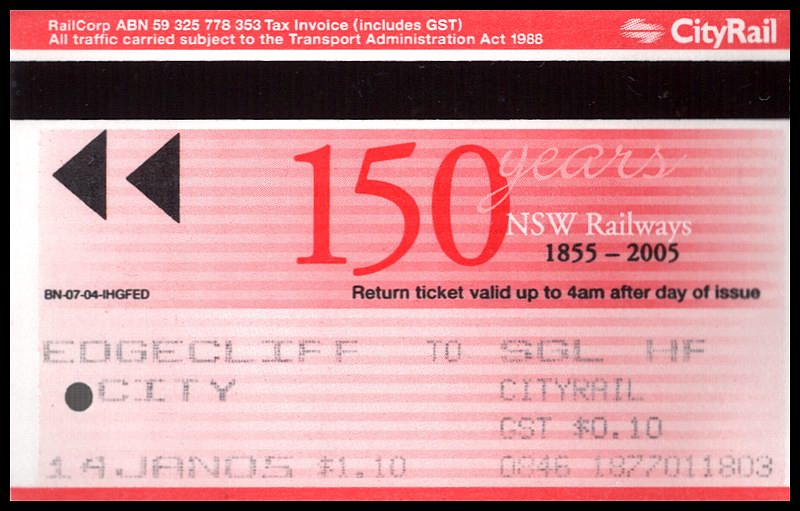 RailCorp ABN 59 325 778 353 Tax Invoice (includes GST)
All traffic carried subject to the Transport Administration Act 1988
CityRail
150 years
NSW Railways
1855 – 2005
BN-07-04-IHGFED
Return ticket valid up to 4am after day of issue
EDGECLIFF TO SGL HF
CITY CITYRAIL
GST $0.10
14JAN05 $1.10 0846 1877011803